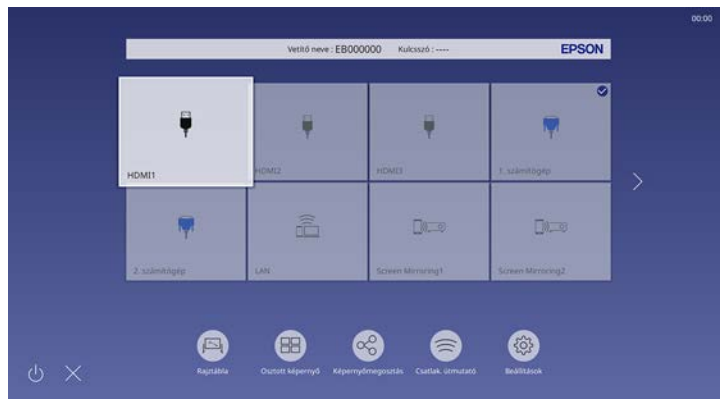 00:00
Vetítő neve : EB000000 Kulcsszó : ---- EPSON
HDMI1 HDMI2 HDMI3 1. számítógép
2. számítógép LAN Screen Mirroring1 Screen Mirroring2
Rajztábla Osztott képernyő Képernyőmegosztás Csatlak. útmutató Beállítások